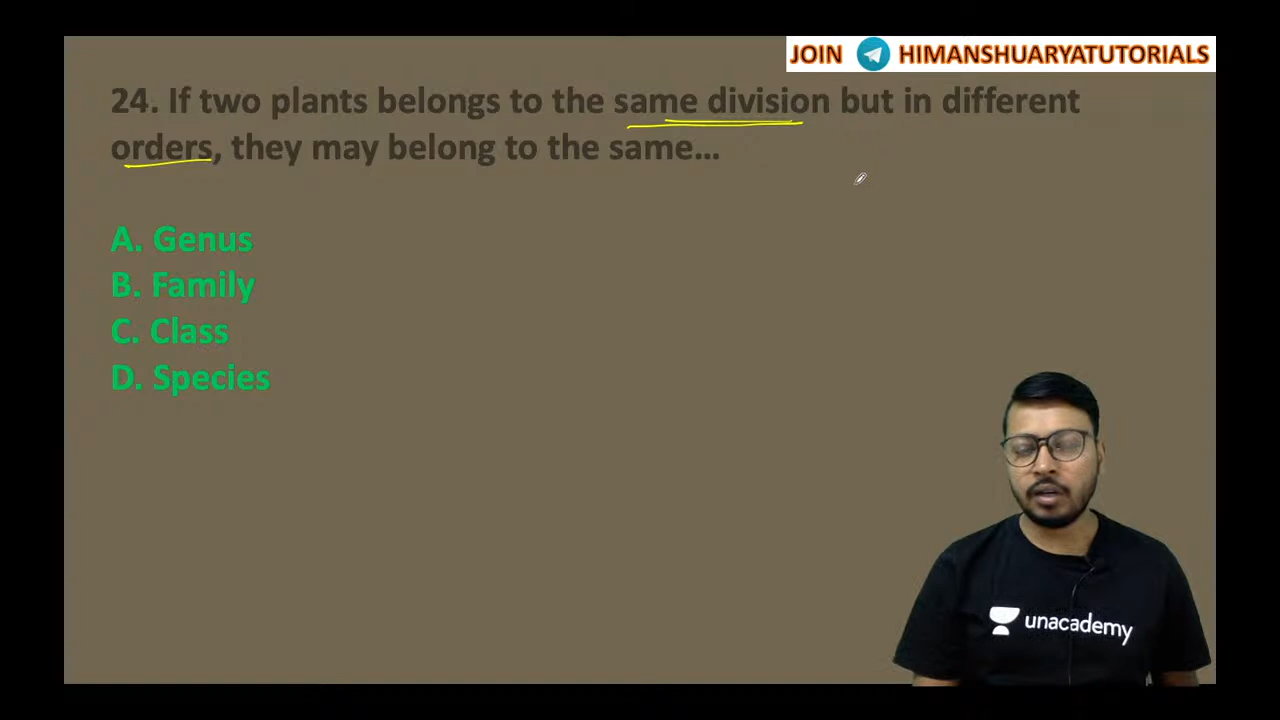 JOIN HIMANSHUARYATUTORIALS
24. If two plants belongs to the same division but in different
orders, they may belong to the same...
A. Genus
B. Family
C. Class
D. Species
unacademy